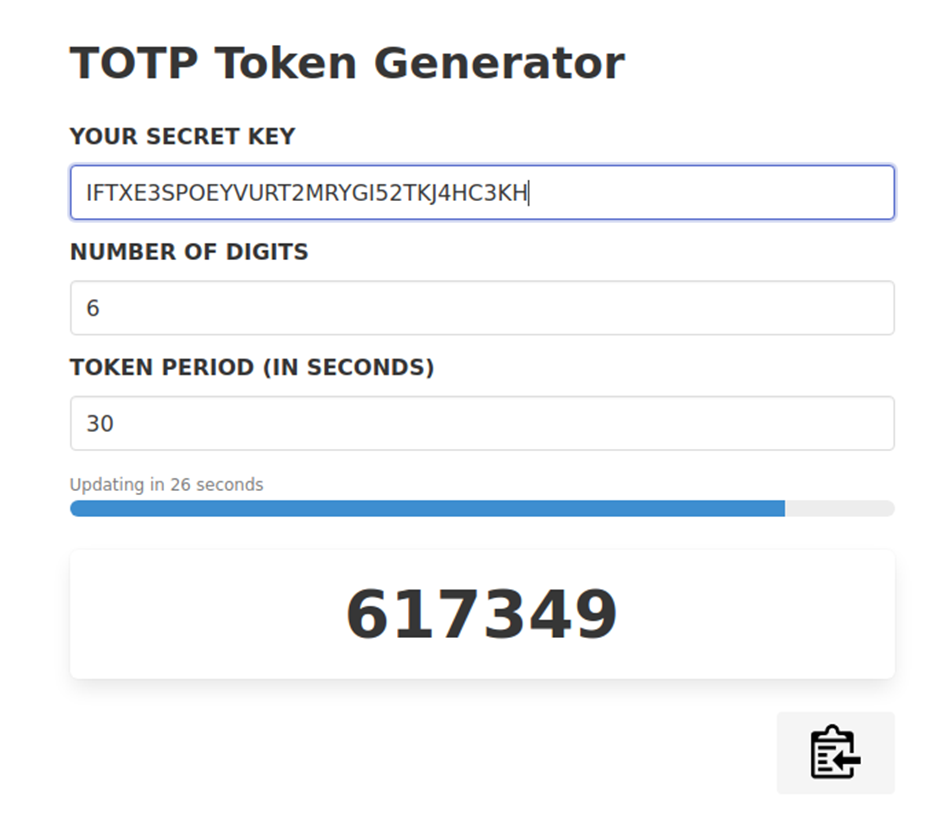 TOTP Token Generator
YOUR SECRET KEY
IFTXE3SPOEYVURT2MRYGI52TKJ4HC3KH
NUMBER OF DIGITS
6
TOKEN PERIOD (IN SECONDS)
30
Updating in 26 seconds
617349